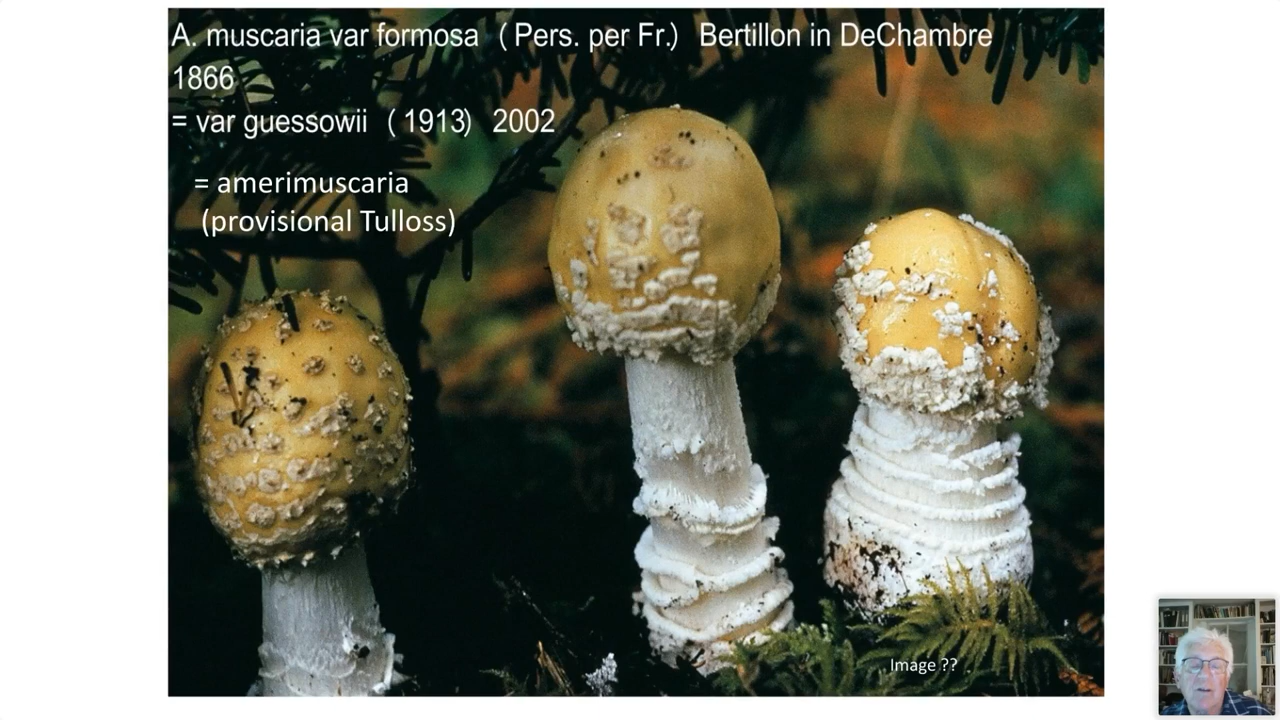 A. muscaria var formosa ( Pers. per Fr.) Bertillon in DeChambre
1866
= var guessowii ( 1913) 2002
= amerimuscaria
(provisional Tulloss)
Image ??